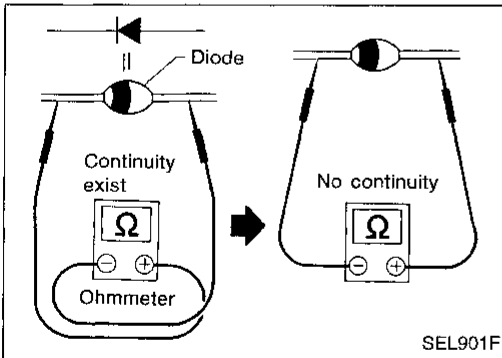 Diode
Continuity
exist
Ω
⊖ ⊕
Ohmmeter
No continuity
Ω
⊖ ⊕
SEL901F